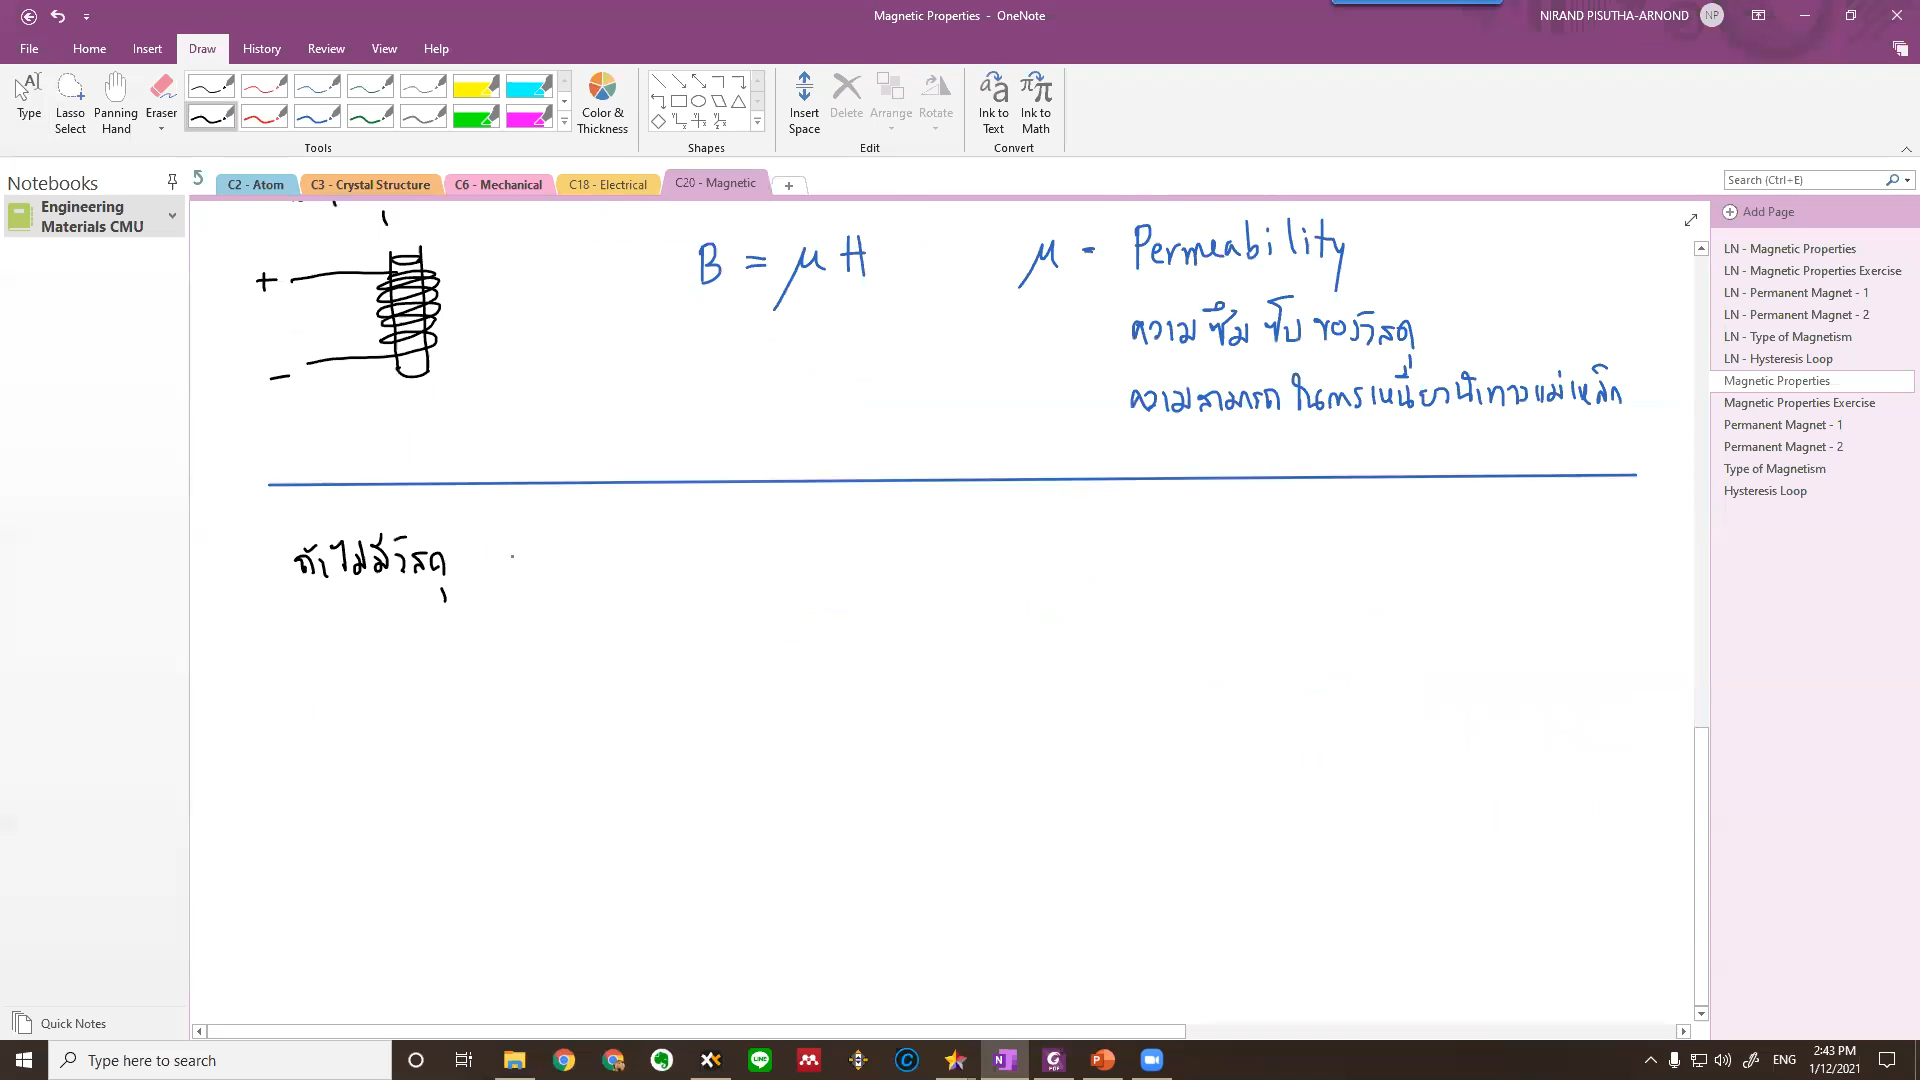 Magnetic Properties - OneNote
NIRAND PISUTHA-ARNOND NP
File Home Insert Draw History Review View Help
Type
Lasso Select
Panning Hand
Eraser
Color & Thickness
Insert Space
Delete
Arrange
Rotate
Ink to Text
Ink to Math
Tools
Shapes
Edit
Convert
Notebooks
Engineering Materials CMU
C2 - Atom
C3 - Crystal Structure
C6 - Mechanical
C18 - Electrical
C20 - Magnetic
Search (Ctrl+E)
Add Page
LN - Magnetic Properties
LN - Magnetic Properties Exercise
LN - Permanent Magnet - 1
LN - Permanent Magnet - 2
LN - Type of Magnetism
LN - Hysteresis Loop
Magnetic Properties
Magnetic Properties Exercise
Permanent Magnet - 1
Permanent Magnet - 2
Type of Magnetism
Hysteresis Loop
+
-
B = μ H
μ - Permeability
ความซึมซับของวัสดุ
ความสามารถในการเหนี่ยวนำทางแม่เหล็ก
ถ้าไม่มีวัสดุ
Quick Notes
Type here to search
ENG
2:43 PM
1/12/2021